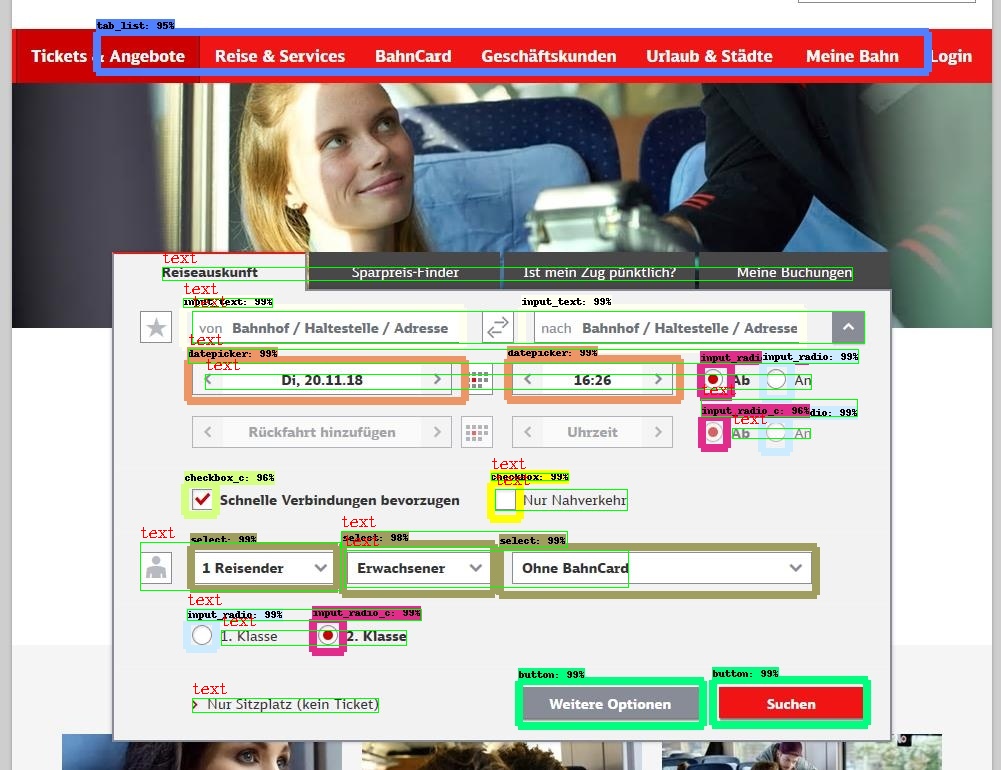 tab_list: 95%
Tickets & Angebote Reise & Services BahnCard Geschäftskunden Urlaub & Städte Meine Bahn Login
text
Reiseauskunft Sparpreis-Finder Ist mein Zug pünktlich? Meine Buchungen
text
input_text: 99% input_text: 99%
von Bahnhof / Haltestelle / Adresse nach Bahnhof / Haltestelle / Adresse
text
datepicker: 99% datepicker: 99% input_radi input_radio: 99%
text
Di, 20.11.18 16:26 Ab An
text
input_radio_c: 96% dio: 99%
text
Rückfahrt hinzufügen Uhrzeit Ab An
text
checkbox_c: 96% checkbox: 99%
text
Schnelle Verbindungen bevorzugen Nur Nahverkehr
text
text
select: 99% select: 98% select: 99%
text
1 Reisender Erwachsener Ohne BahnCard
text
input_radio: 99% input_radio_c: 99%
text
1. Klasse 2. Klasse
button: 99% button: 99%
text
Nur Sitzplatz (kein Ticket) Weitere Optionen Suchen